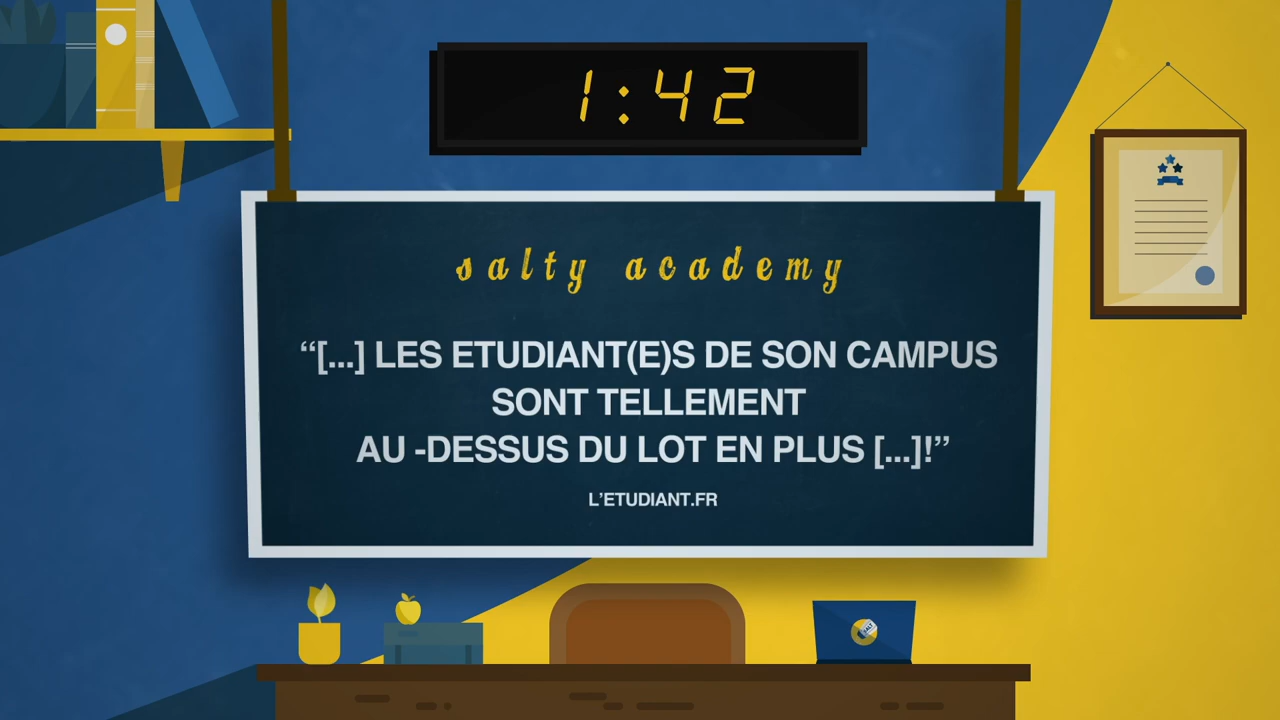 1:42
salty academy
“[...] LES ETUDIANT(E)S DE SON CAMPUS
SONT TELLEMENT
AU -DESSUS DU LOT EN PLUS [...]!”
L’ETUDIANT.FR